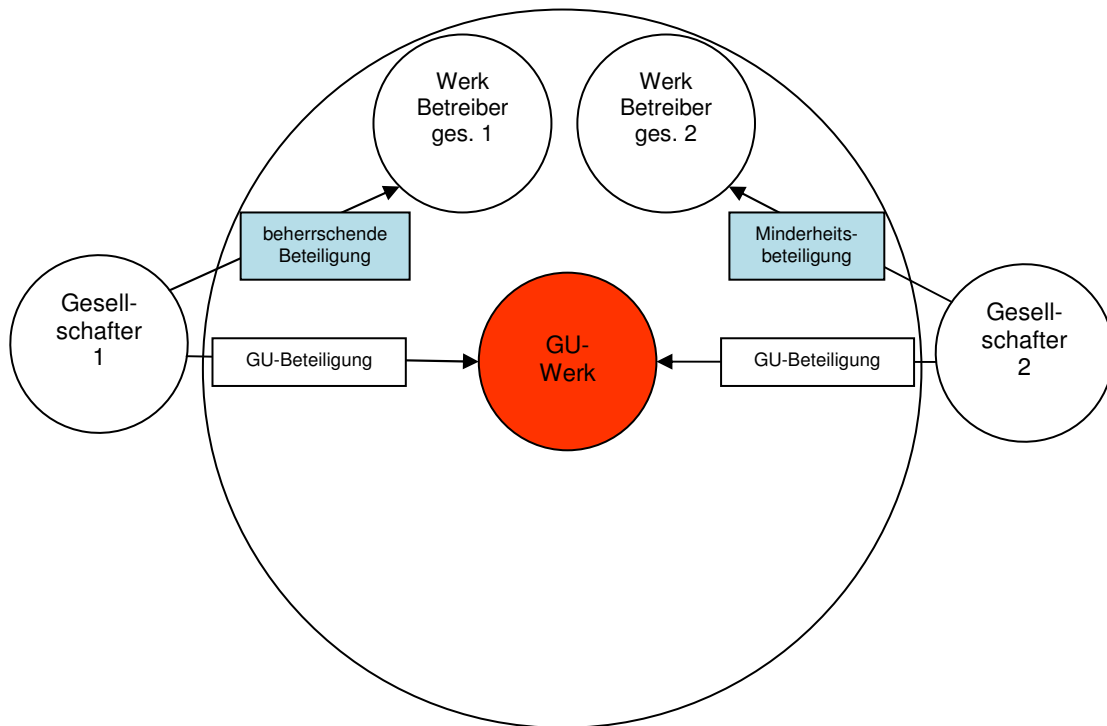 Werk
Betreiber
ges. 1
Werk
Betreiber
ges. 2
beherrschende
Beteiligung
Minderheits-
beteiligung
Gesell-
schafter
1
GU-Beteiligung
GU-
Werk
GU-Beteiligung
Gesell-
schafter
2